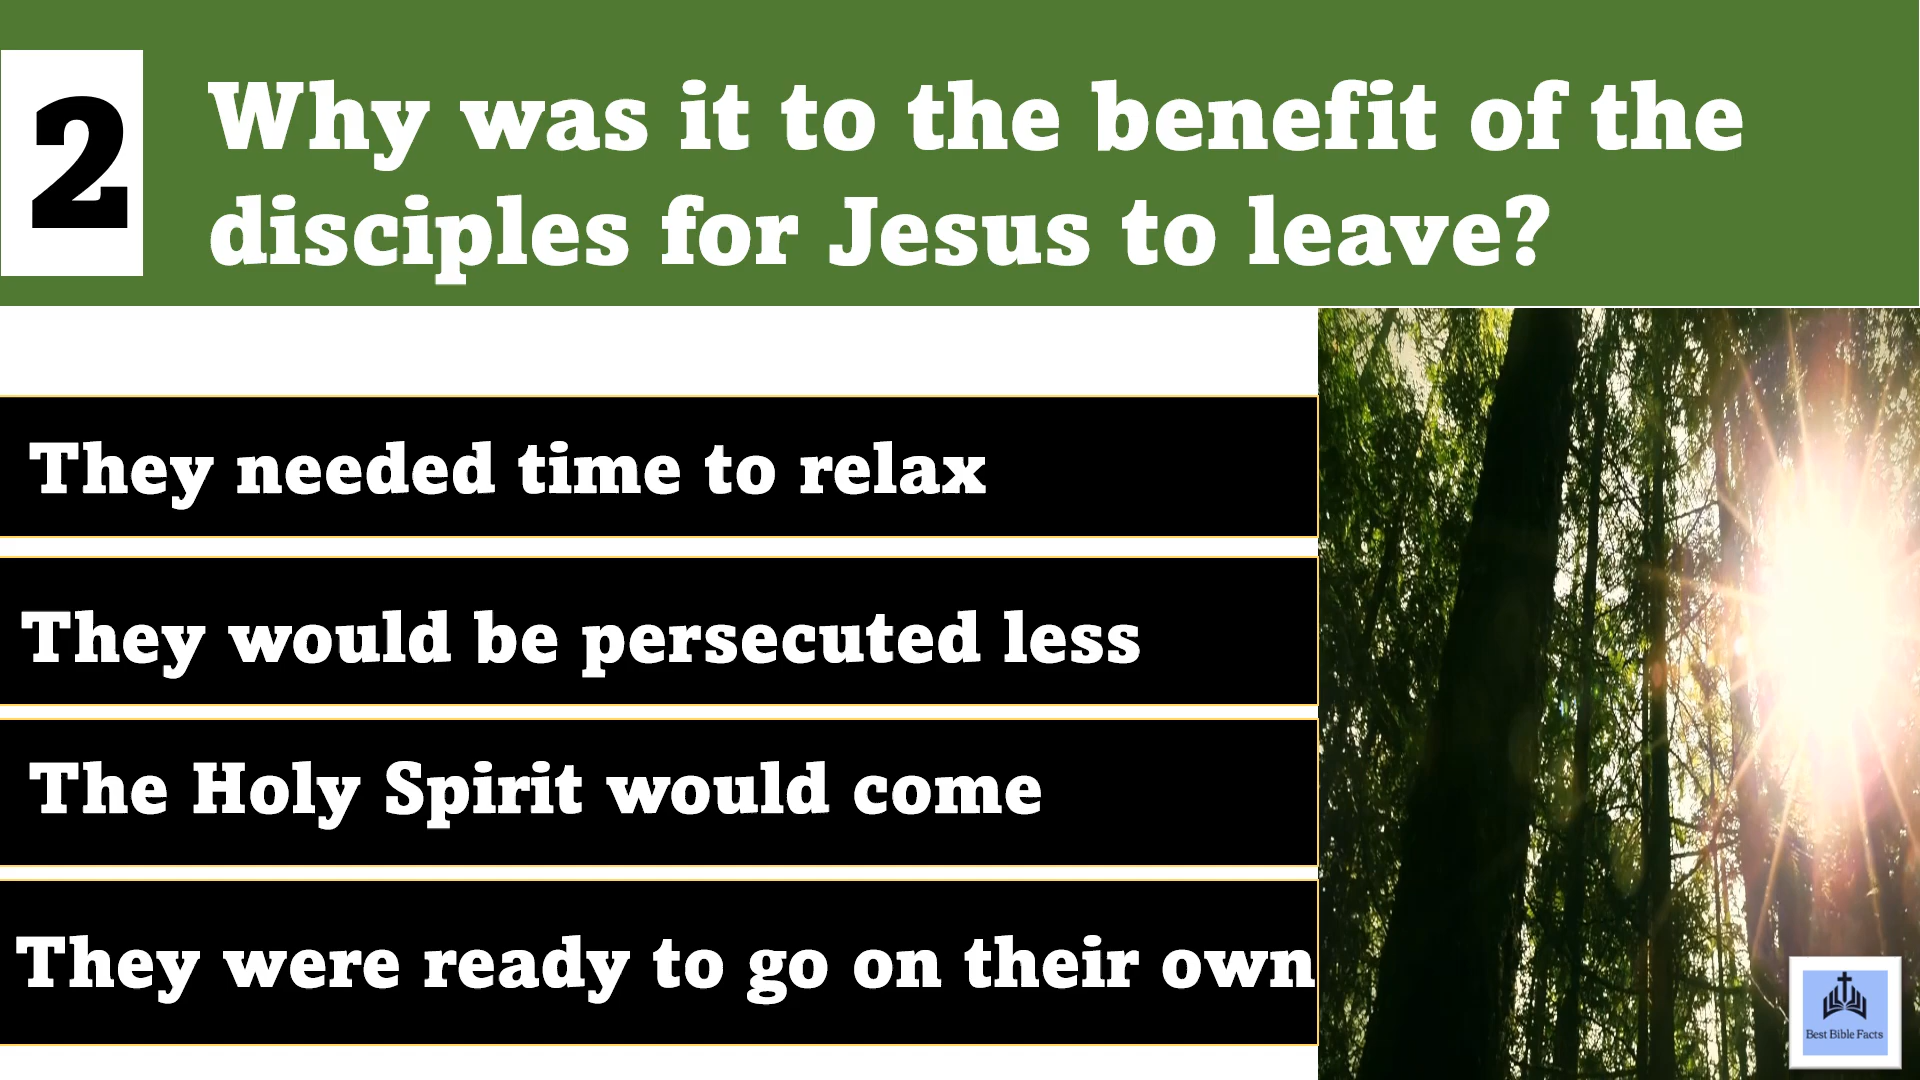 2
Why was it to the benefit of the
disciples for Jesus to leave?
They needed time to relax
They would be persecuted less
The Holy Spirit would come
They were ready to go on their own
Best Bible Facts